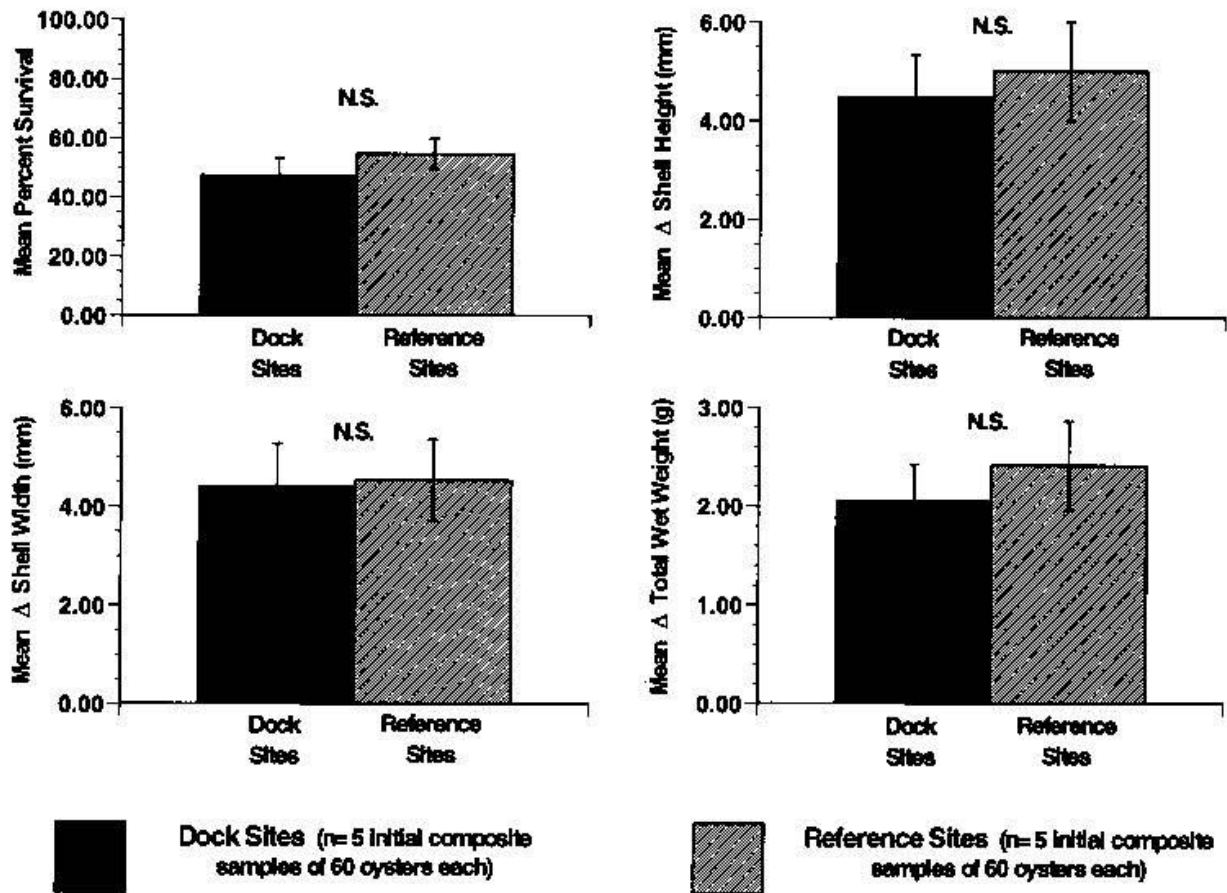 Mean Percent Survival
100.00
80.00
60.00
40.00
20.00
0.00
N.S.
Dock
Sites
Reference
Sites
Mean Δ Shell Height (mm)
6.00
4.00
2.00
0.00
N.S.
Dock
Sites
Reference
Sites
Mean Δ Shell Width (mm)
6.00
4.00
2.00
0.00
N.S.
Dock
Sites
Reference
Sites
Mean Δ Total Wet Weight (g)
3.00
2.00
1.00
0.00
N.S.
Dock
Sites
Reference
Sites
Dock Sites (n= 5 initial composite
samples of 60 oysters each)
Reference Sites (n= 5 initial composite
samples of 60 oysters each)